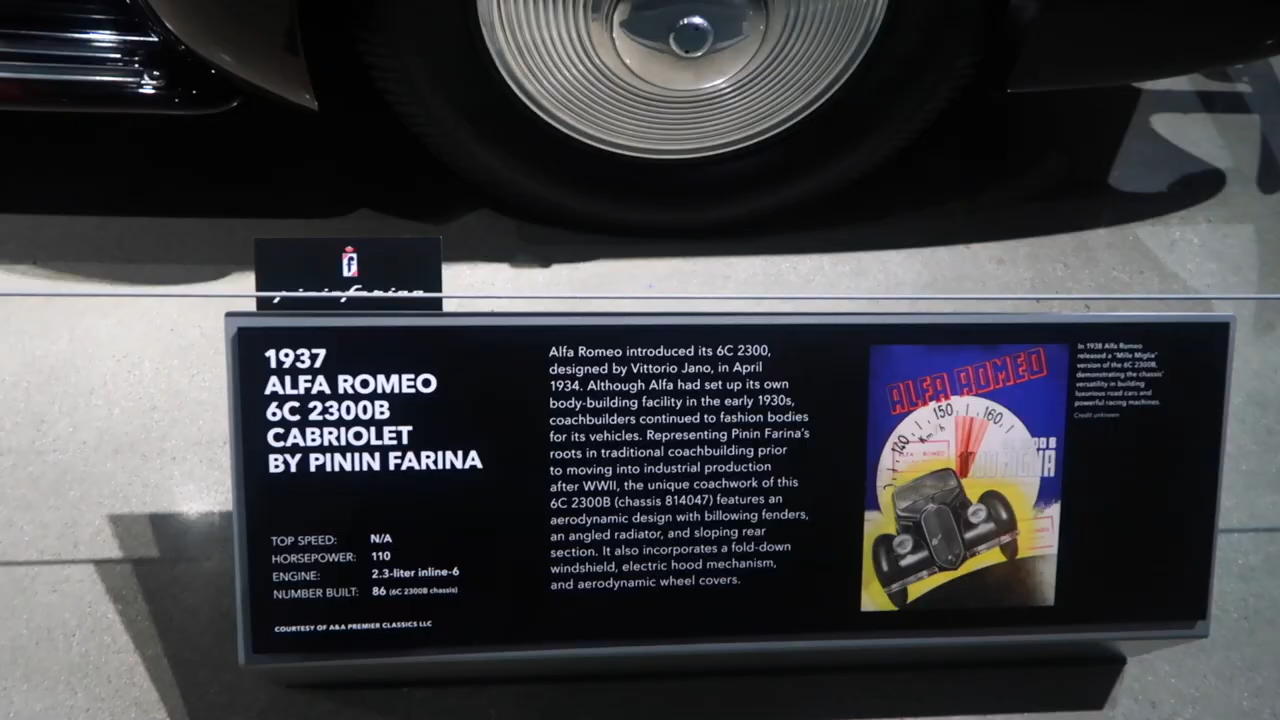 f
pininfarina
1937
ALFA ROMEO
6C 2300B
CABRIOLET
BY PININ FARINA
TOP SPEED: N/A
HORSEPOWER: 110
ENGINE: 2.3-liter inline-6
NUMBER BUILT: 86 (6C 2300B chassis)
COURTESY OF A&A PREMIER CLASSICS LLC
Alfa Romeo introduced its 6C 2300,
designed by Vittorio Jano, in April
1934. Although Alfa had set up its own
body-building facility in the early 1930s,
coachbuilders continued to fashion bodies
for its vehicles. Representing Pinin Farina's
roots in traditional coachbuilding prior
to moving into industrial production
after WWII, the unique coachwork of this
6C 2300B (chassis 814047) features an
aerodynamic design with billowing fenders,
an angled radiator, and sloping rear
section. It also incorporates a fold-down
windshield, electric hood mechanism,
and aerodynamic wheel covers.
ALFA ROMEO
150 160
Km/h
In 1938 Alfa Romeo
released a "Mille Miglia"
version of the 6C 2300B,
demonstrating the chassis'
versatility in building
luxurious road cars and
powerful racing machines.
Credit unknown